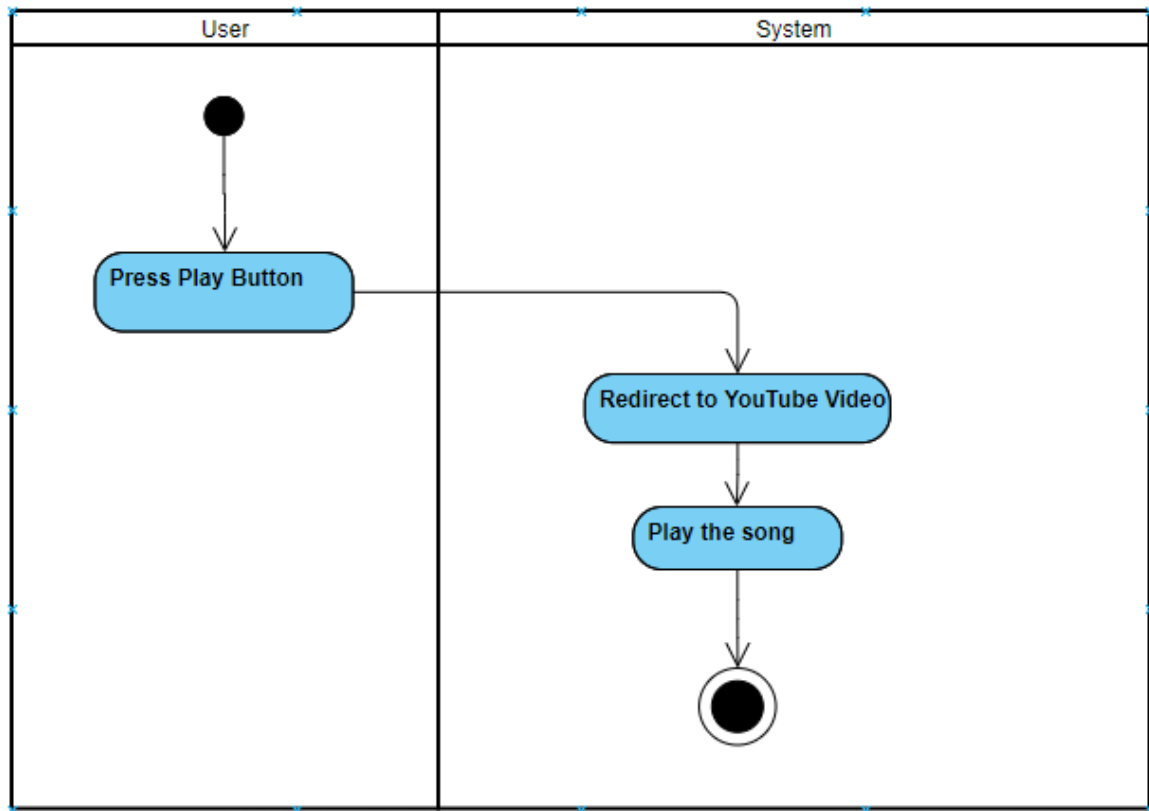 User
System
Press Play Button
Redirect to YouTube Video
Play the song